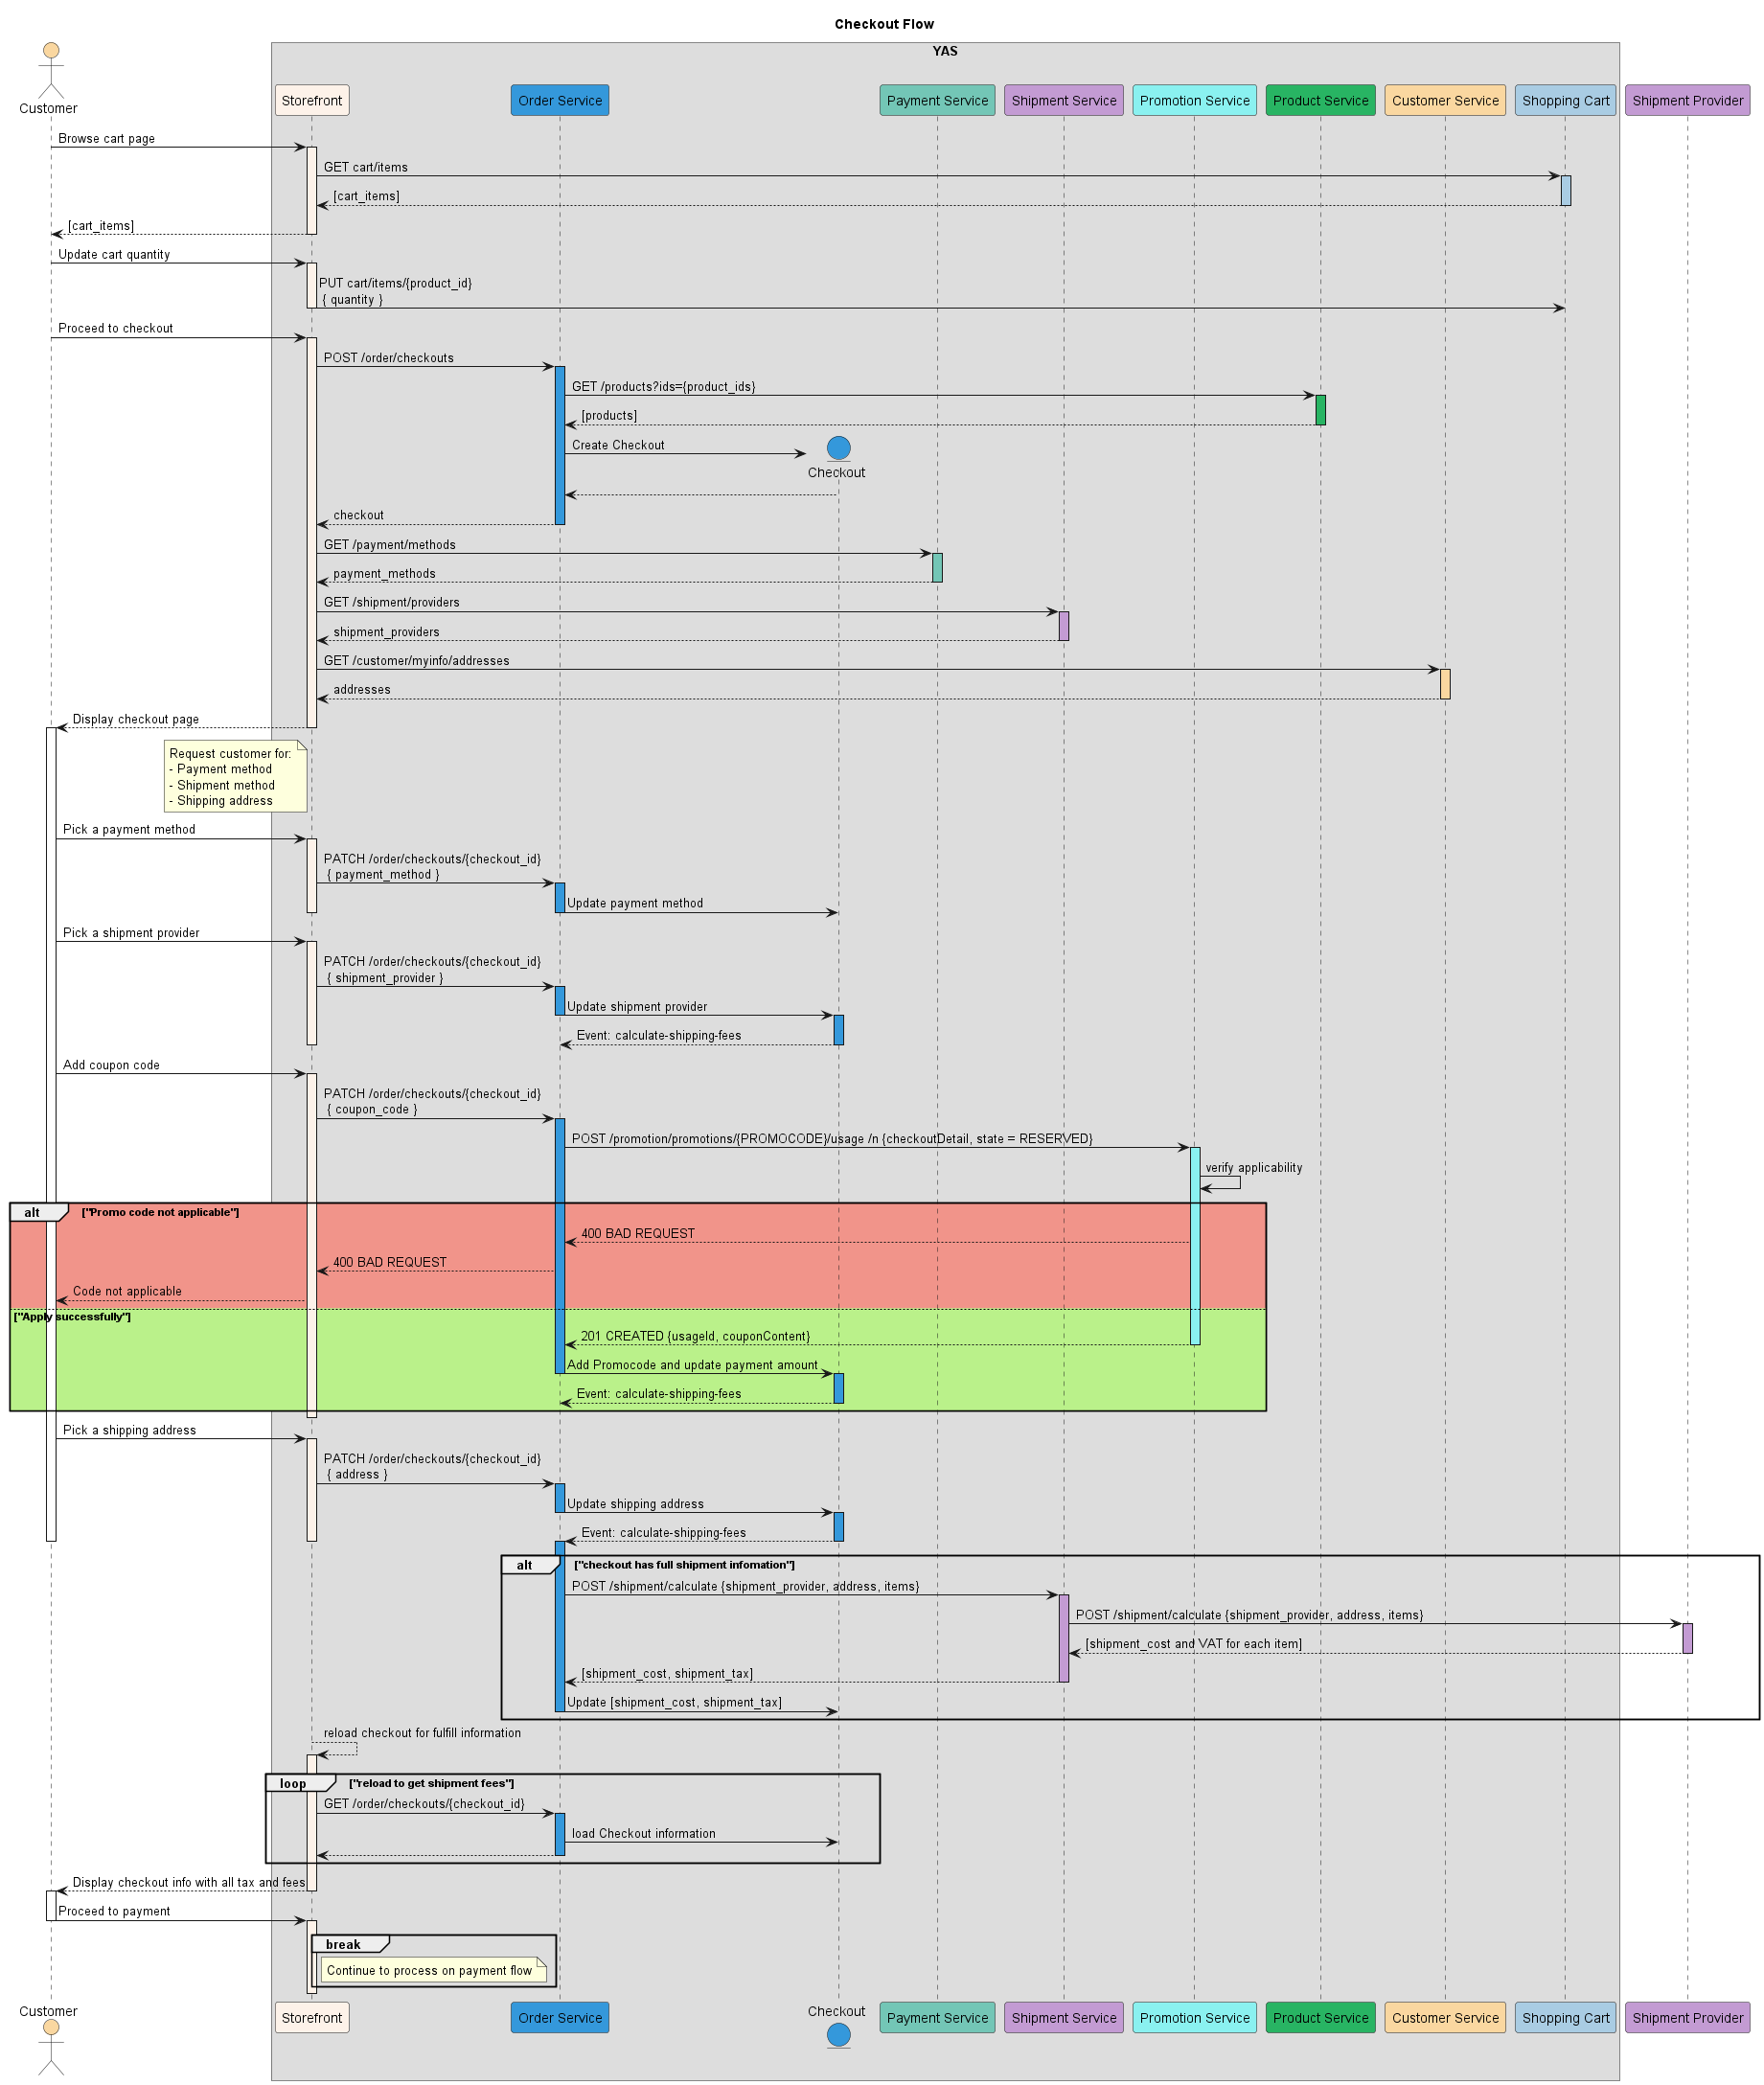 Checkout Flow
YAS
Customer
Storefront
Order Service
Payment Service
Shipment Service
Promotion Service
Product Service
Customer Service
Shopping Cart
Shipment Provider
Browse cart page
GET cart/items
[cart_items]
[cart_items]
Update cart quantity
PUT cart/items/{product_id}
{ quantity }
Proceed to checkout
POST /order/checkouts
GET /products?ids={product_ids}
[products]
Create Checkout
Checkout
checkout
GET /payment/methods
payment_methods
GET /shipment/providers
shipment_providers
GET /customer/myinfo/addresses
addresses
Display checkout page
Request customer for:
- Payment method
- Shipment method
- Shipping address
Pick a payment method
PATCH /order/checkouts/{checkout_id}
{ payment_method }
Update payment method
Pick a shipment provider
PATCH /order/checkouts/{checkout_id}
{ shipment_provider }
Update shipment provider
Event: calculate-shipping-fees
Add coupon code
PATCH /order/checkouts/{checkout_id}
{ coupon_code }
POST /promotion/promotions/{PROMOCODE}/usage /n {checkoutDetail, state = RESERVED}
verify applicability
alt ["Promo code not applicable"]
400 BAD REQUEST
400 BAD REQUEST
Code not applicable
["Apply successfully"]
201 CREATED {usageId, couponContent}
Add Promocode and update payment amount
Event: calculate-shipping-fees
Pick a shipping address
PATCH /order/checkouts/{checkout_id}
{ address }
Update shipping address
Event: calculate-shipping-fees
alt ["checkout has full shipment infomation"]
POST /shipment/calculate {shipment_provider, address, items}
POST /shipment/calculate {shipment_provider, address, items}
[shipment_cost and VAT for each item]
[shipment_cost, shipment_tax]
Update [shipment_cost, shipment_tax]
reload checkout for fulfill information
loop ["reload to get shipment fees"]
GET /order/checkouts/{checkout_id}
load Checkout information
Display checkout info with all tax and fees
Proceed to payment
break
Continue to process on payment flow
Customer
Storefront
Order Service
Checkout
Payment Service
Shipment Service
Promotion Service
Product Service
Customer Service
Shopping Cart
Shipment Provider